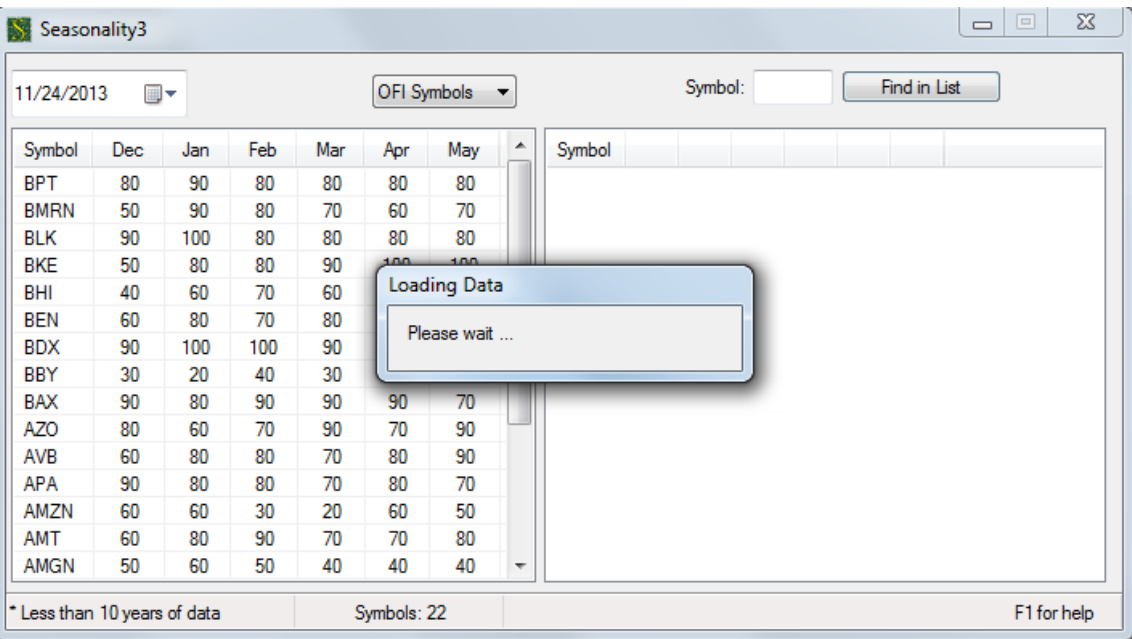 Seasonality3
11/24/2013 OFI Symbols Symbol: Find in List
Symbol Dec Jan Feb Mar Apr May Symbol
BPT 80 90 80 80 80 80
BMRN 50 90 80 70 60 70
BLK 90 100 80 80 80 80
BKE 50 80 80 90 100 100
BHI 40 60 70 60
BEN 60 80 70 80
BDX 90 100 100 90
BBY 30 20 40 30
Loading Data
Please wait ...
BAX 90 80 90 90 90 70
AZO 80 60 70 90 70 90
AVB 60 80 80 70 80 90
APA 90 80 80 70 80 70
AMZN 60 60 30 20 60 50
AMT 60 80 90 70 70 80
AMGN 50 60 50 40 40 40
* Less than 10 years of data Symbols: 22 F1 for help